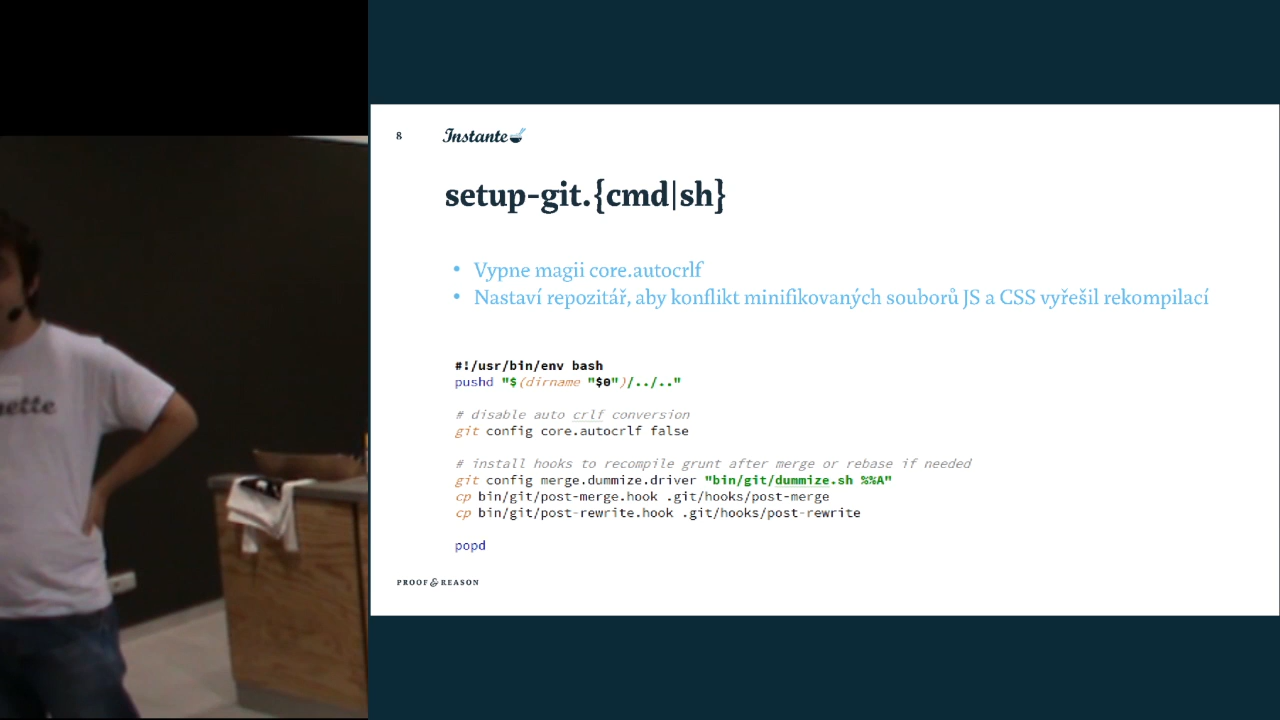 8
Instante
setup-git.{cmd|sh}
• Vypne magii core.autocrlf
• Nastaví repozitář, aby konflikt minifikovaných souborů JS a CSS vyřešil rekompilací
#!/usr/bin/env bash
pushd "$(dirname "$0")/../.."
# disable auto crlf conversion
git config core.autocrlf false
# install hooks to recompile grunt after merge or rebase if needed
git config merge.dummize.driver "bin/git/dummize.sh %%A"
cp bin/git/post-merge.hook .git/hooks/post-merge
cp bin/git/post-rewrite.hook .git/hooks/post-rewrite
popd
PROOF & REASON